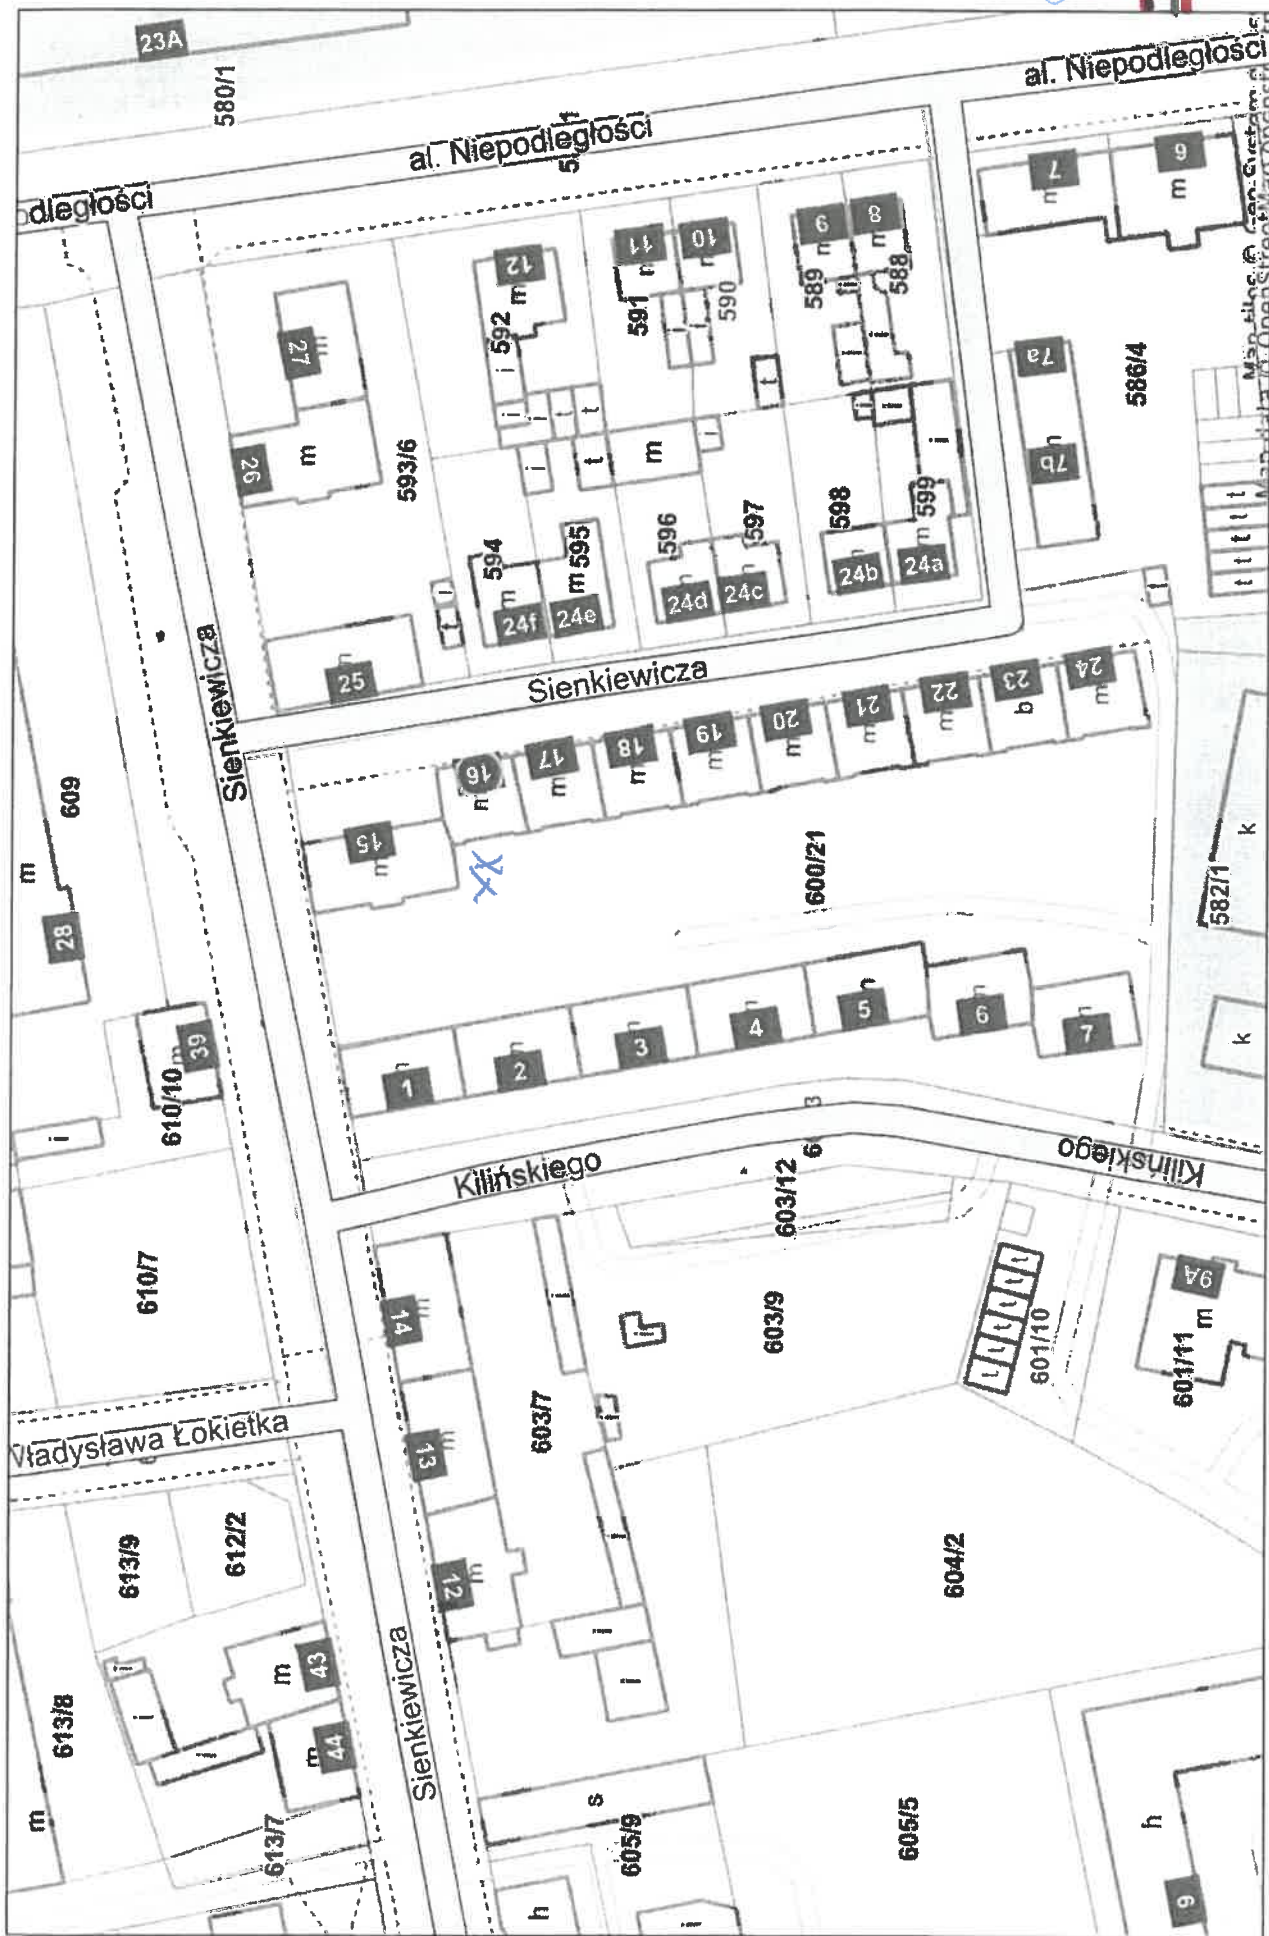 23A
580/1
al. Niepodległości
al. Niepodległości
dległości
7
m
6
m
27
m
12
m
592
i
11
591
10
590
9
m
589
8
m
588
i
i
i
i
t
7a
586/4
26
m
593/6
i
i
t
t
i
t
m
i
i
i
i
7b
594
m
24f
595
m
24e
596
24d
597
24c
598
24b
599
24a
t
i
25
t
t
t
t
t
t
t
t
Sienkiewicza
Sienkiewicza
609
m
28
15
m
16
17
m
18
m
19
m
20
m
21
m
22
m
23
b
24
m
xx
600/21
582/1
k
k
39
m
610/10
i
1
2
3
4
5
6
7
Kilińskiego
Kilińskiego
603/12
6
610/7
14
m
13
m
12
m
603/7
i
i
i
i
i
i
603/9
t
t
t
t
t
t
601/10
9A
m
601/11
Władysława Łokietka
613/9
612/2
604/2
613/8
m
i
i
i
m
43
m
44
613/7
Sienkiewicza
s
605/9
h
i
605/5
h
9